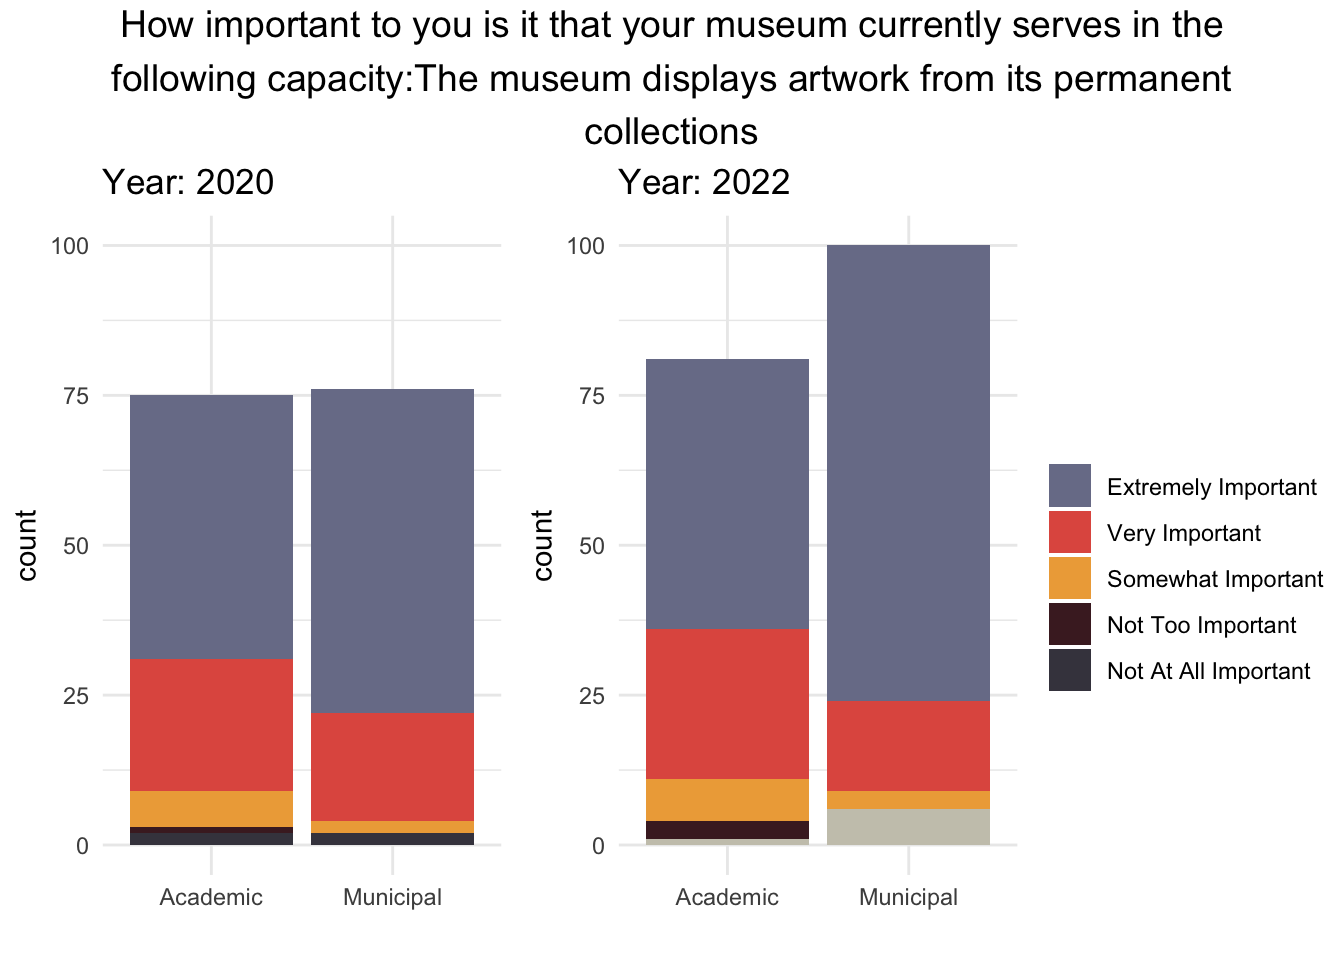 How important to you is it that your museum currently serves in the
following capacity:The museum displays artwork from its permanent
collections
Year: 2020
Year: 2022
100
75
50
25
0
count
Academic
Municipal
100
75
50
25
0
count
Academic
Municipal
Extremely Important
Very Important
Somewhat Important
Not Too Important
Not At All Important